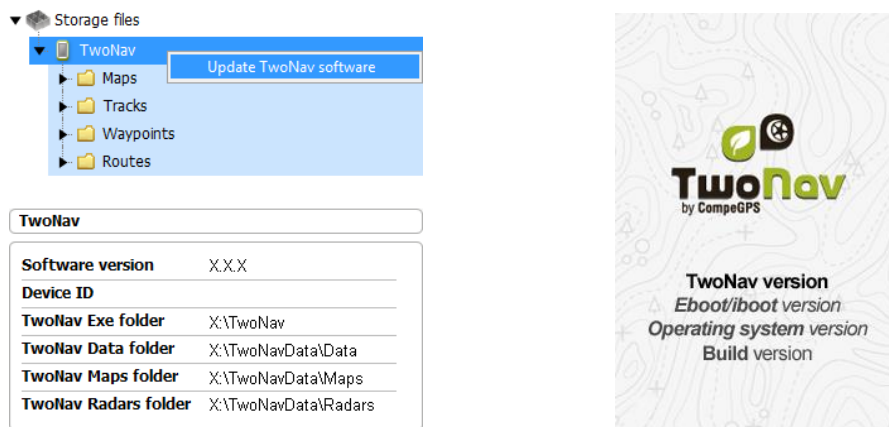 Storage files
TwoNav
Update TwoNav software
Maps
Tracks
Waypoints
Routes
TwoNav
Software version X.X.X
Device ID
TwoNav Exe folder X:\TwoNav
TwoNav Data folder X:\TwoNavData\Data
TwoNav Maps folder X:\TwoNavData\Maps
TwoNav Radars folder X:\TwoNavData\Radars
TwoNav
by CompeGPS
TwoNav version
Eboot/iboot version
Operating system version
Build version